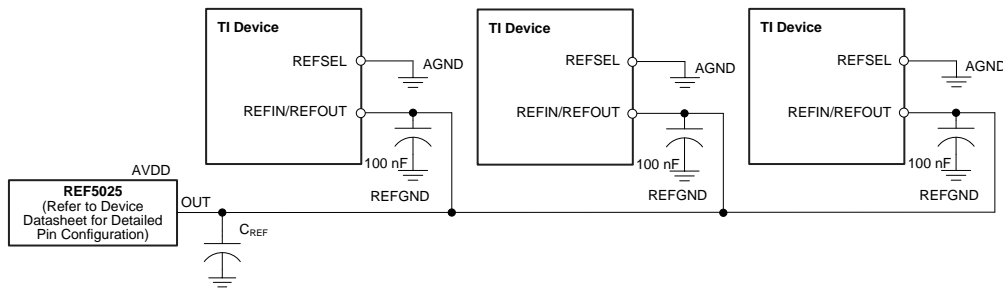 TI Device
REFSEL
AGND
REFIN/REFOUT
100 nF
REFGND
TI Device
REFSEL
AGND
REFIN/REFOUT
100 nF
REFGND
TI Device
REFSEL
AGND
REFIN/REFOUT
100 nF
REFGND
AVDD
REF5025
(Refer to Device
Datasheet for Detailed
Pin Configuration)
OUT
CREF